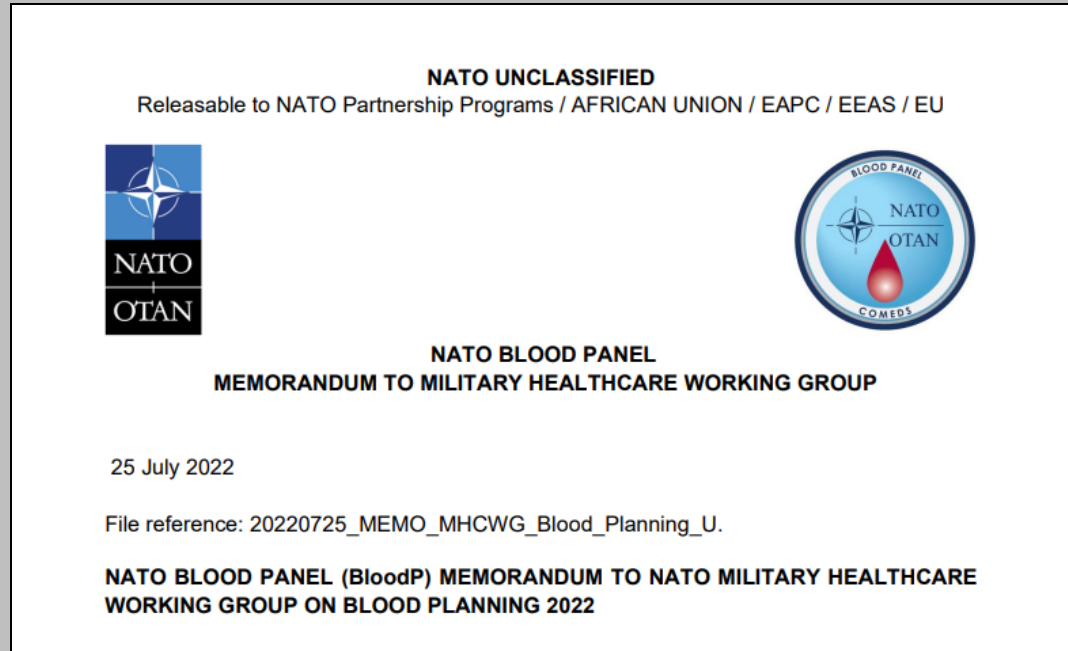 NATO UNCLASSIFIED
Releasable to NATO Partnership Programs / AFRICAN UNION / EAPC / EEAS / EU
NATO
OTAN
BLOOD PANEL
NATO
OTAN
COMEDS
NATO BLOOD PANEL
MEMORANDUM TO MILITARY HEALTHCARE WORKING GROUP
25 July 2022
File reference: 20220725_MEMO_MHCWG_Blood_Planning_U.
NATO BLOOD PANEL (BloodP) MEMORANDUM TO NATO MILITARY HEALTHCARE
WORKING GROUP ON BLOOD PLANNING 2022